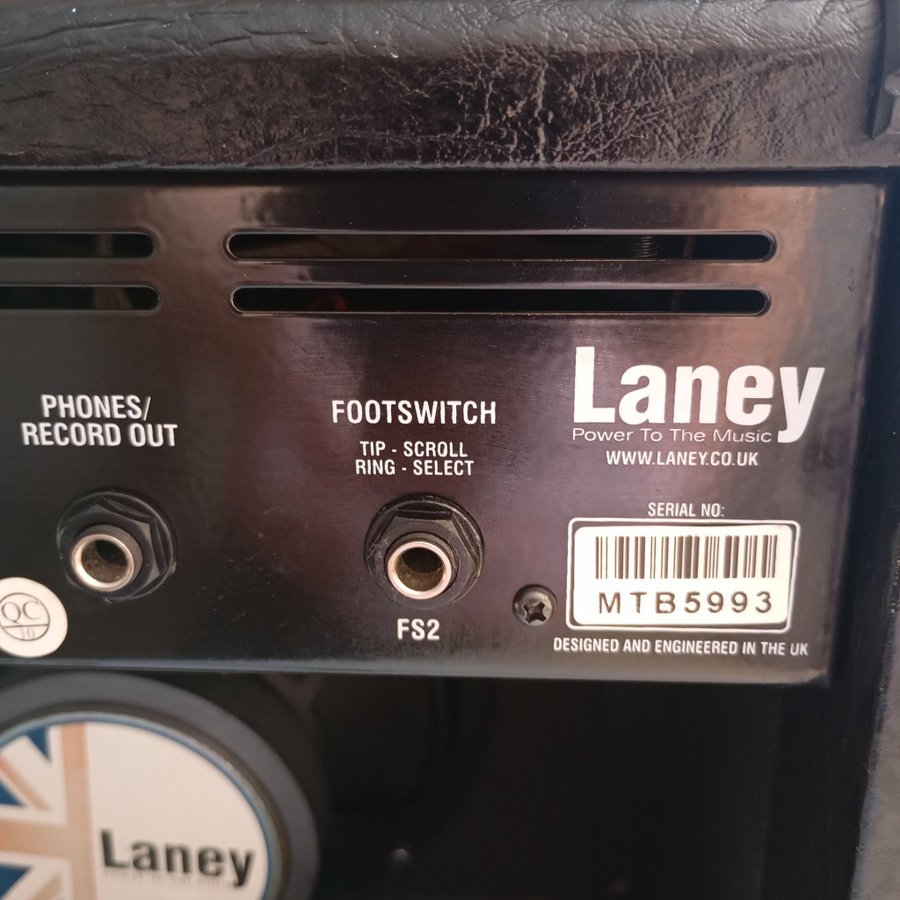 PHONES/
RECORD OUT
FOOTSWITCH
TIP - SCROLL
RING - SELECT
FS2
Laney
Power To The Music
WWW.LANEY.CO.UK
SERIAL NO:
MTB5993
DESIGNED AND ENGINEERED IN THE UK
QC
10
Laney